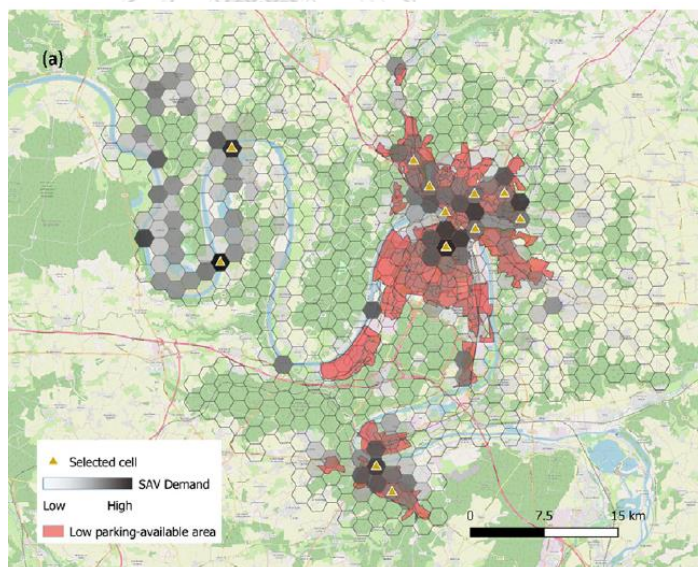 (a)
Selected cell
SAV Demand
Low High
Low parking-available area
0 7.5 15 km